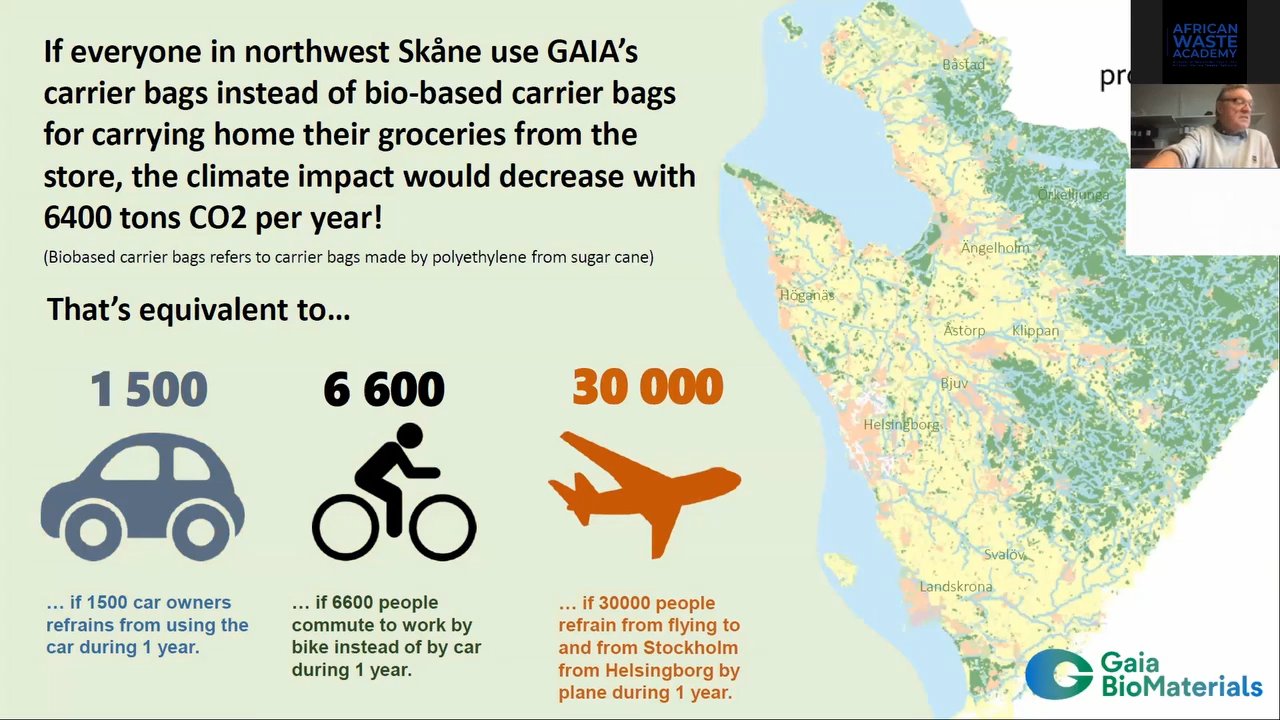 If everyone in northwest Skåne use GAIA's
carrier bags instead of bio-based carrier bags
for carrying home their groceries from the
store, the climate impact would decrease with
6400 tons CO2 per year!
(Biobased carrier bags refers to carrier bags made by polyethylene from sugar cane)
That's equivalent to...
1 500
6 600
30 000
... if 1500 car owners
refrains from using the
car during 1 year.
... if 6600 people
commute to work by
bike instead of by car
during 1 year.
... if 30000 people
refrain from flying to
and from Stockholm
from Helsingborg by
plane during 1 year.
Båstad
Örkelljunga
Ängelholm
Höganäs
Åstorp
Klippan
Bjuv
Helsingborg
Svalöv
Landskrona
AFRICAN
WASTE
ACADEMY
Gaia
BioMaterials